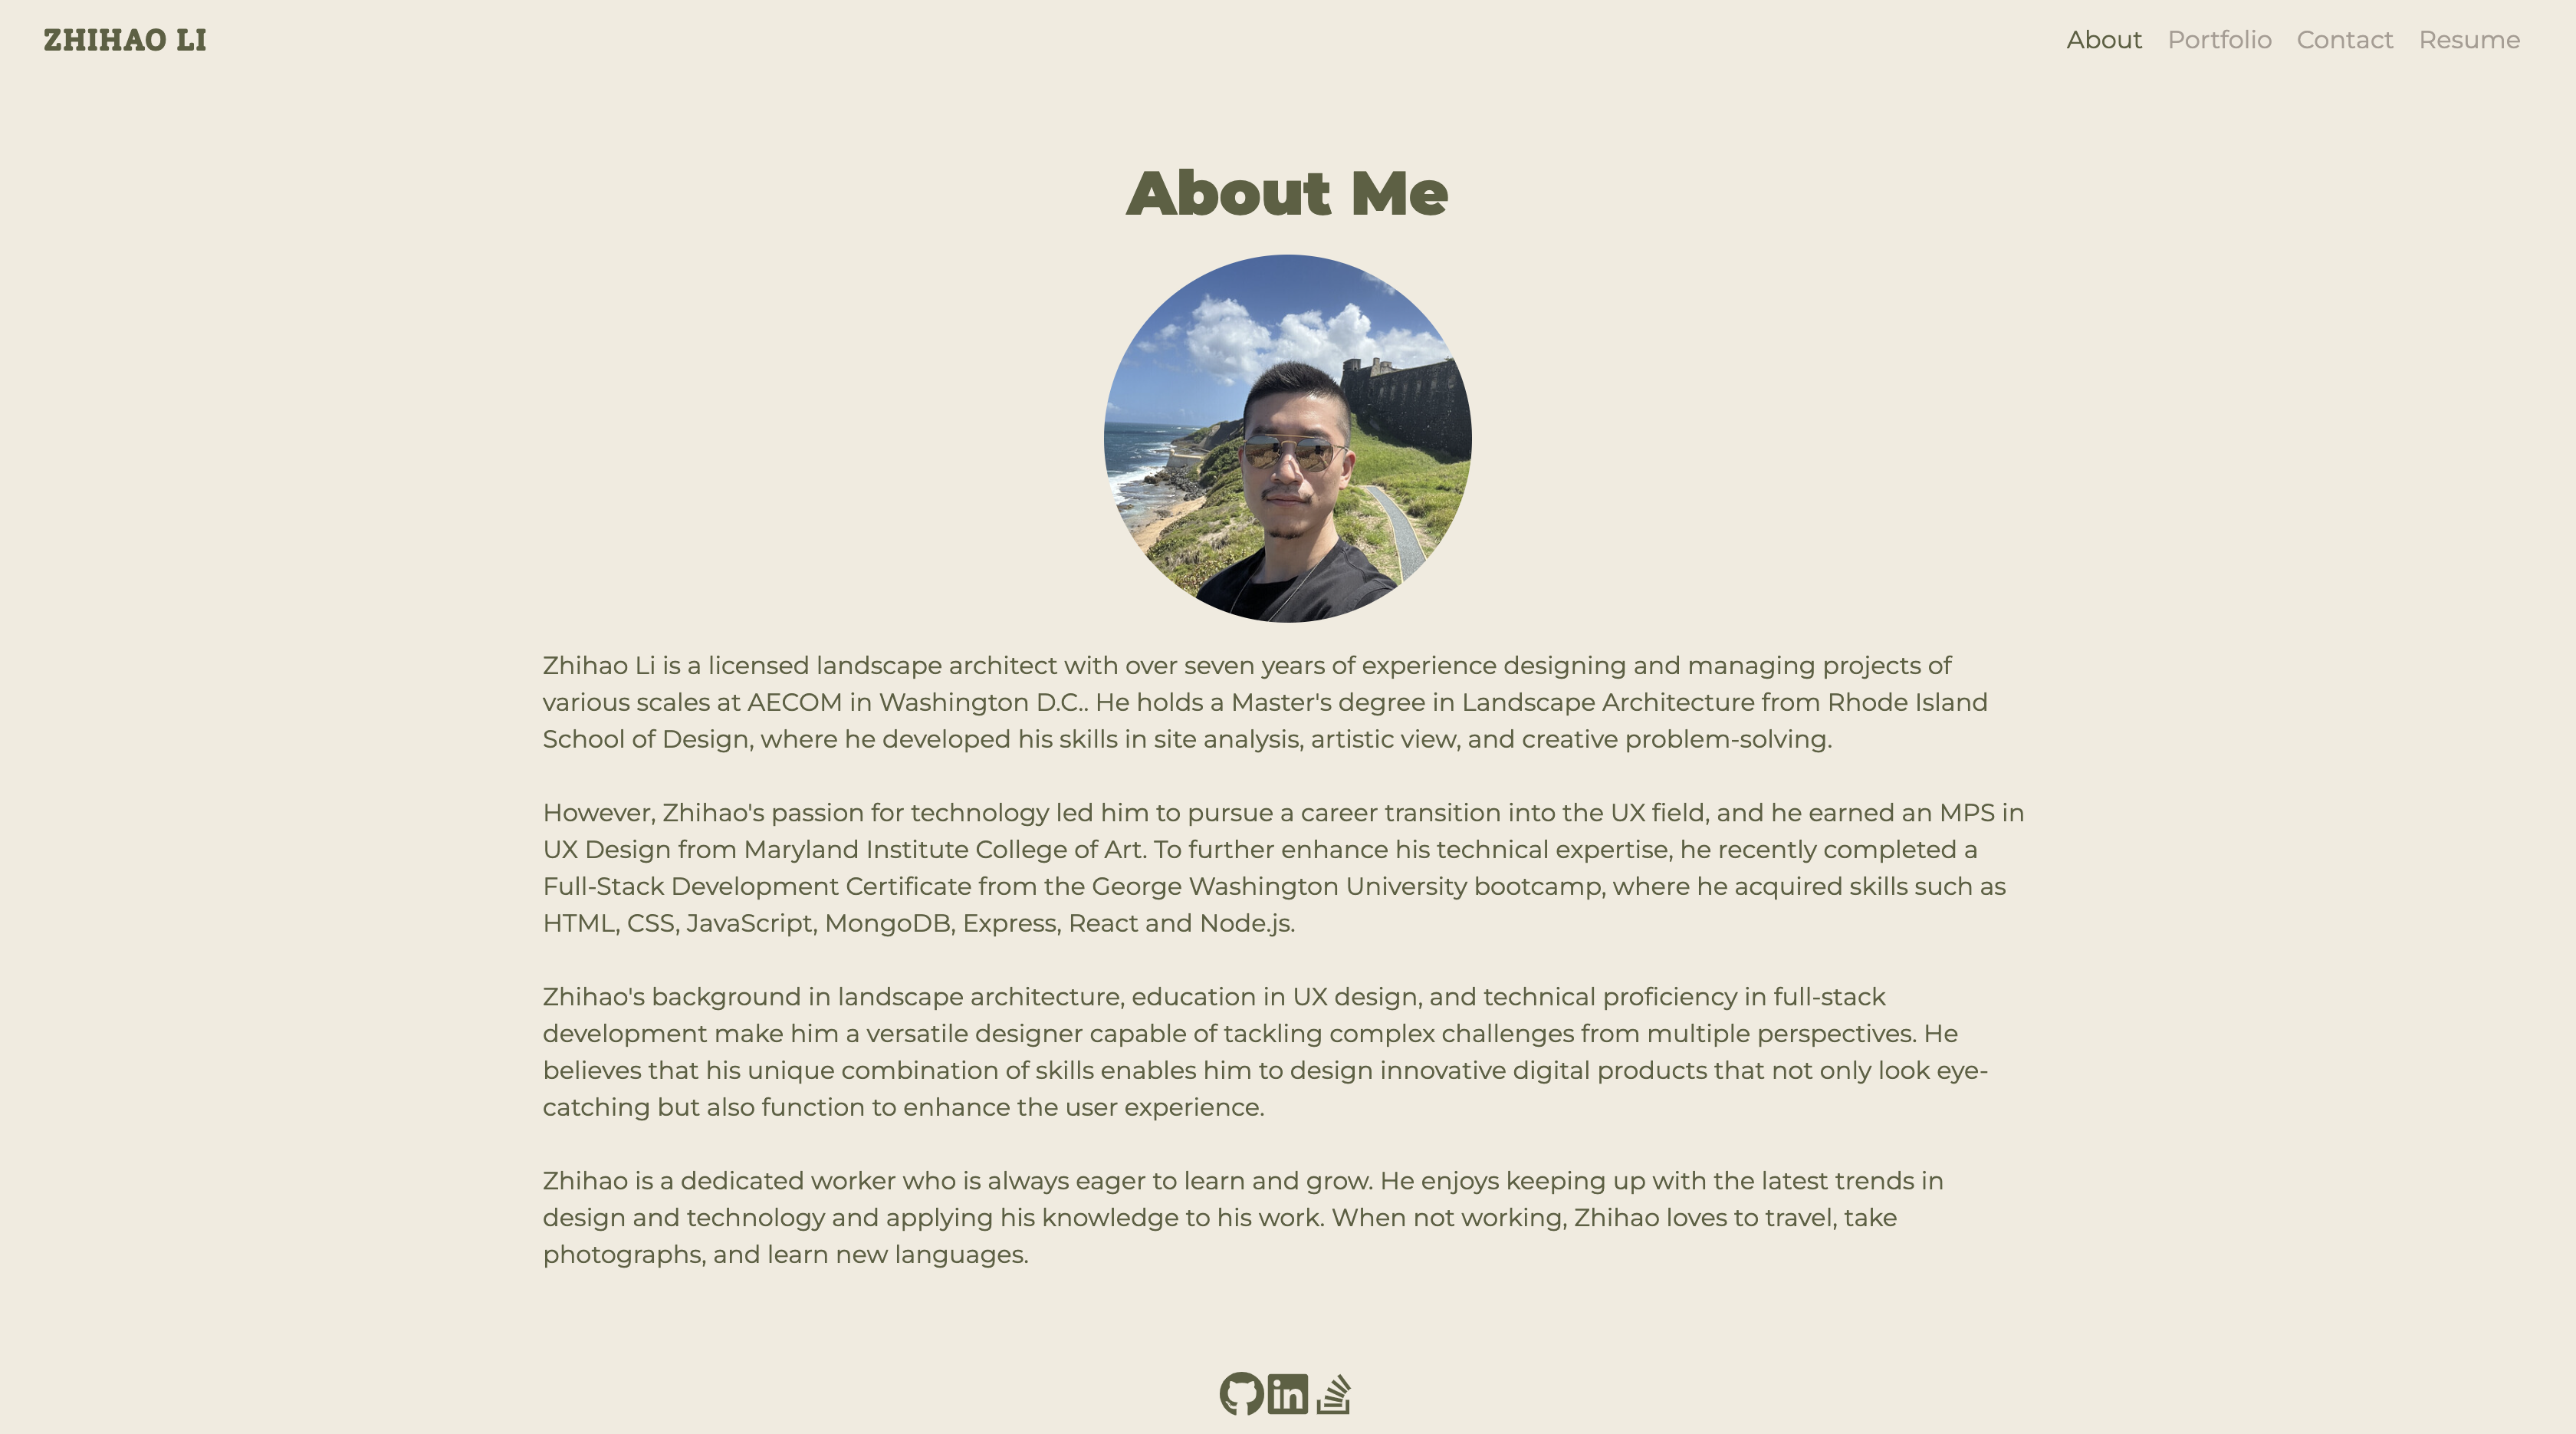 ZHIHAO LI
About Portfolio Contact Resume
About Me
Zhihao Li is a licensed landscape architect with over seven years of experience designing and managing projects of
various scales at AECOM in Washington D.C.. He holds a Master's degree in Landscape Architecture from Rhode Island
School of Design, where he developed his skills in site analysis, artistic view, and creative problem-solving.
However, Zhihao's passion for technology led him to pursue a career transition into the UX field, and he earned an MPS in
UX Design from Maryland Institute College of Art. To further enhance his technical expertise, he recently completed a
Full-Stack Development Certificate from the George Washington University bootcamp, where he acquired skills such as
HTML, CSS, JavaScript, MongoDB, Express, React and Node.js.
Zhihao's background in landscape architecture, education in UX design, and technical proficiency in full-stack
development make him a versatile designer capable of tackling complex challenges from multiple perspectives. He
believes that his unique combination of skills enables him to design innovative digital products that not only look eye-
catching but also function to enhance the user experience.
Zhihao is a dedicated worker who is always eager to learn and grow. He enjoys keeping up with the latest trends in
design and technology and applying his knowledge to his work. When not working, Zhihao loves to travel, take
photographs, and learn new languages.
in